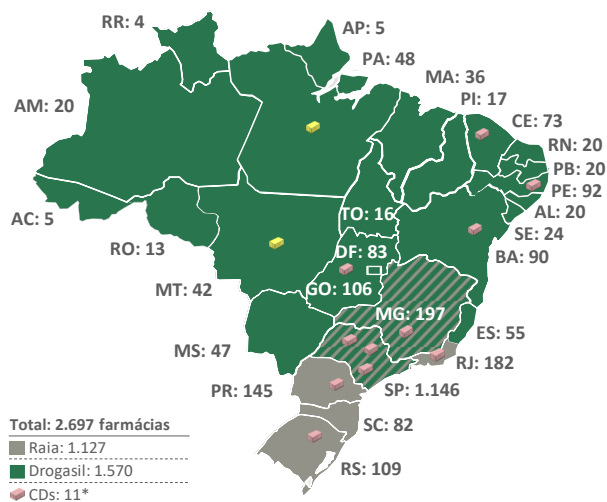 RR: 4
AP: 5
PA: 48
MA: 36
PI: 17
AM: 20
CE: 73
RN: 20
PB: 20
PE: 92
AC: 5
TO: 16
AL: 20
RO: 13
DF: 83
SE: 24
BA: 90
MT: 42
GO: 106
MG: 197
ES: 55
MS: 47
RJ: 182
PR: 145
SP: 1.146
SC: 82
RS: 109
Total: 2.697 farmácias
Raia: 1.127
Drogasil: 1.570
CDs: 11*